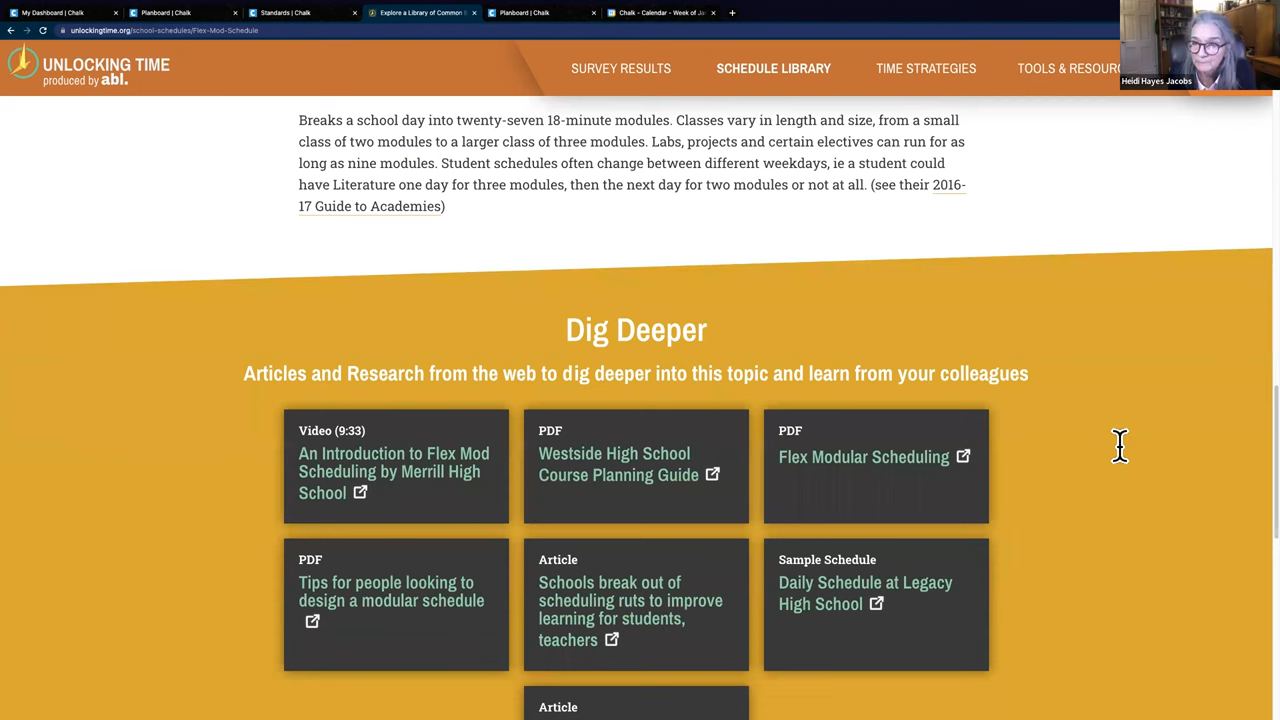 My Dashboard | Chalk
Planboard | Chalk
Standards | Chalk
Explore a Library of Common
Planboard | Chalk
Chalk - Calendar - Week of Ja
unlockingtime.org/school-schedules/Flex-Mod-Schedule
UNLOCKING TIME
produced by abl.
SURVEY RESULTS
SCHEDULE LIBRARY
TIME STRATEGIES
TOOLS & RESOURC
Heidi Hayes Jacobs
Breaks a school day into twenty-seven 18-minute modules. Classes vary in length and size, from a small
class of two modules to a larger class of three modules. Labs, projects and certain electives can run for as
long as nine modules. Student schedules often change between different weekdays, ie a student could
have Literature one day for three modules, then the next day for two modules or not at all. (see their 2016-
17 Guide to Academies)
Dig Deeper
Articles and Research from the web to dig deeper into this topic and learn from your colleagues
Video (9:33)
An Introduction to Flex Mod
Scheduling by Merrill High
School
PDF
Westside High School
Course Planning Guide
PDF
Flex Modular Scheduling
PDF
Tips for people looking to
design a modular schedule
Article
Schools break out of
scheduling ruts to improve
learning for students,
teachers
Sample Schedule
Daily Schedule at Legacy
High School
Article